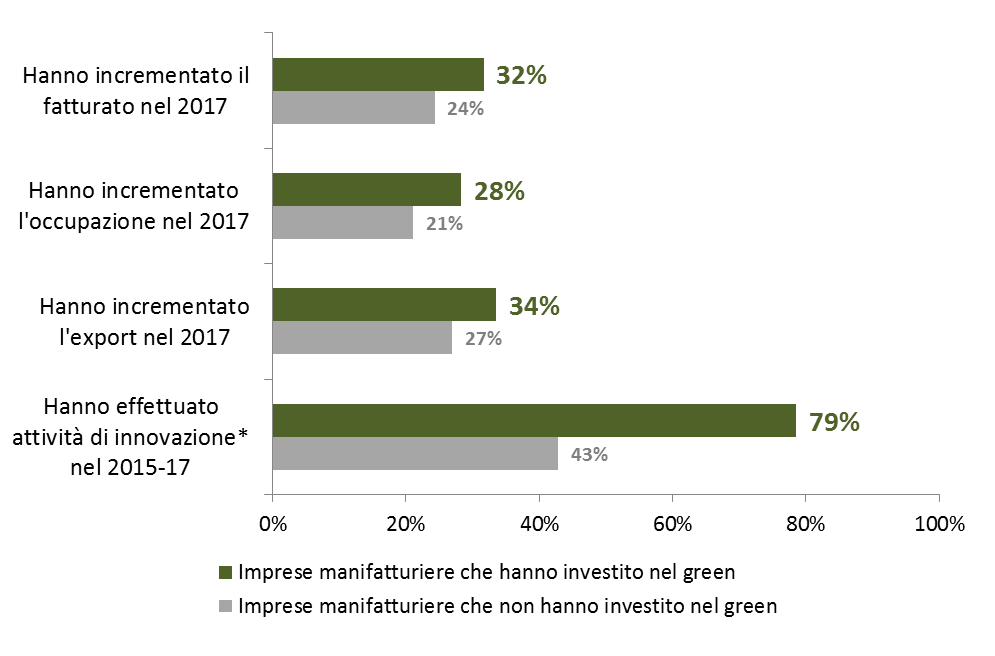 Hanno incrementato il
fatturato nel 2017
32%
24%
Hanno incrementato
l'occupazione nel 2017
28%
21%
Hanno incrementato
l'export nel 2017
34%
27%
Hanno effettuato
attività di innovazione*
nel 2015-17
79%
43%
0% 20% 40% 60% 80% 100%
Imprese manifatturiere che hanno investito nel green
Imprese manifatturiere che non hanno investito nel green